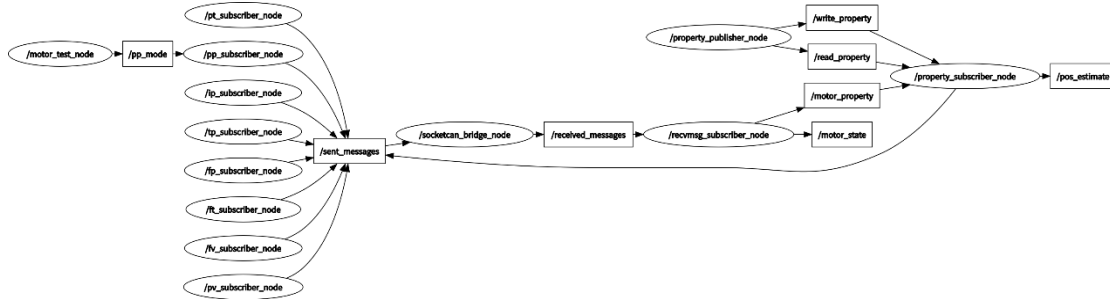 /pt_subscriber_node
/write_property
/property_publisher_node
/motor_test_node
/pp_mode
/pp_subscriber_node
/read_property
/property_subscriber_node
/pos_estimate
/ip_subscriber_node
/motor_property
/tp_subscriber_node
/socketcan_bridge_node
/received_messages
/recvmsg_subscriber_node
/motor_state
/sent_messages
/fp_subscriber_node
/ft_subscriber_node
/fv_subscriber_node
/pv_subscriber_node